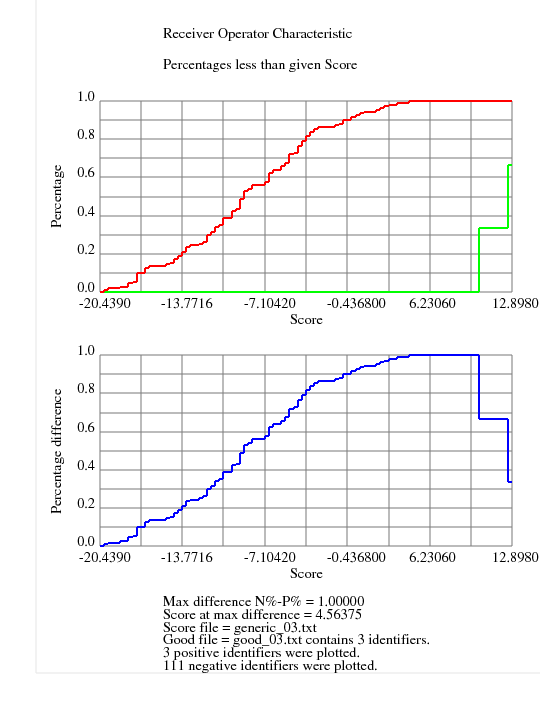 Receiver Operator Characteristic
Percentages less than given Score
1.0
0.8
0.6
0.4
0.2
0.0
Percentage
-20.4390 -13.7716 -7.10420 -0.436800 6.23060 12.8980
Score
1.0
0.8
0.6
0.4
0.2
0.0
Percentage difference
-20.4390 -13.7716 -7.10420 -0.436800 6.23060 12.8980
Score
Max difference N%-P% = 1.00000
Score at max difference = 4.56375
Score file = generic_03.txt
Good file = good_03.txt contains 3 identifiers.
3 positive identifiers were plotted.
111 negative identifiers were plotted.